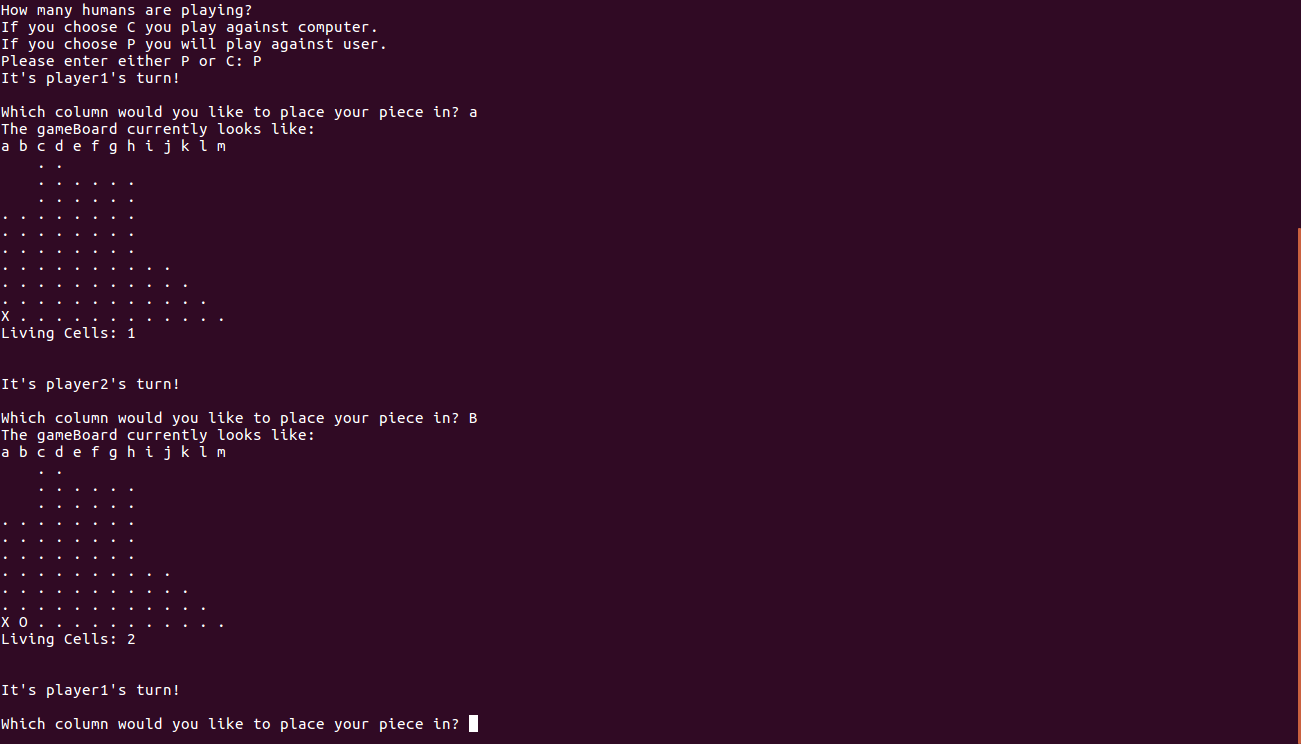 How many humans are playing?
If you choose C you play against computer.
If you choose P you will play against user.
Please enter either P or C: P
It's player1's turn!
Which column would you like to place your piece in? a
The gameBoard currently looks like:
a b c d e f g h i j k l m
    . .
    . . . . . .
    . . . . . .
. . . . . . . .
. . . . . . . .
. . . . . . . .
. . . . . . . . . .
. . . . . . . . . . .
. . . . . . . . . . . .
X . . . . . . . . . . . .
Living Cells: 1
It's player2's turn!
Which column would you like to place your piece in? B
The gameBoard currently looks like:
a b c d e f g h i j k l m
    . .
    . . . . . .
    . . . . . .
. . . . . . . .
. . . . . . . .
. . . . . . . .
. . . . . . . . . .
. . . . . . . . . . .
. . . . . . . . . . . .
X O . . . . . . . . . . .
Living Cells: 2
It's player1's turn!
Which column would you like to place your piece in?